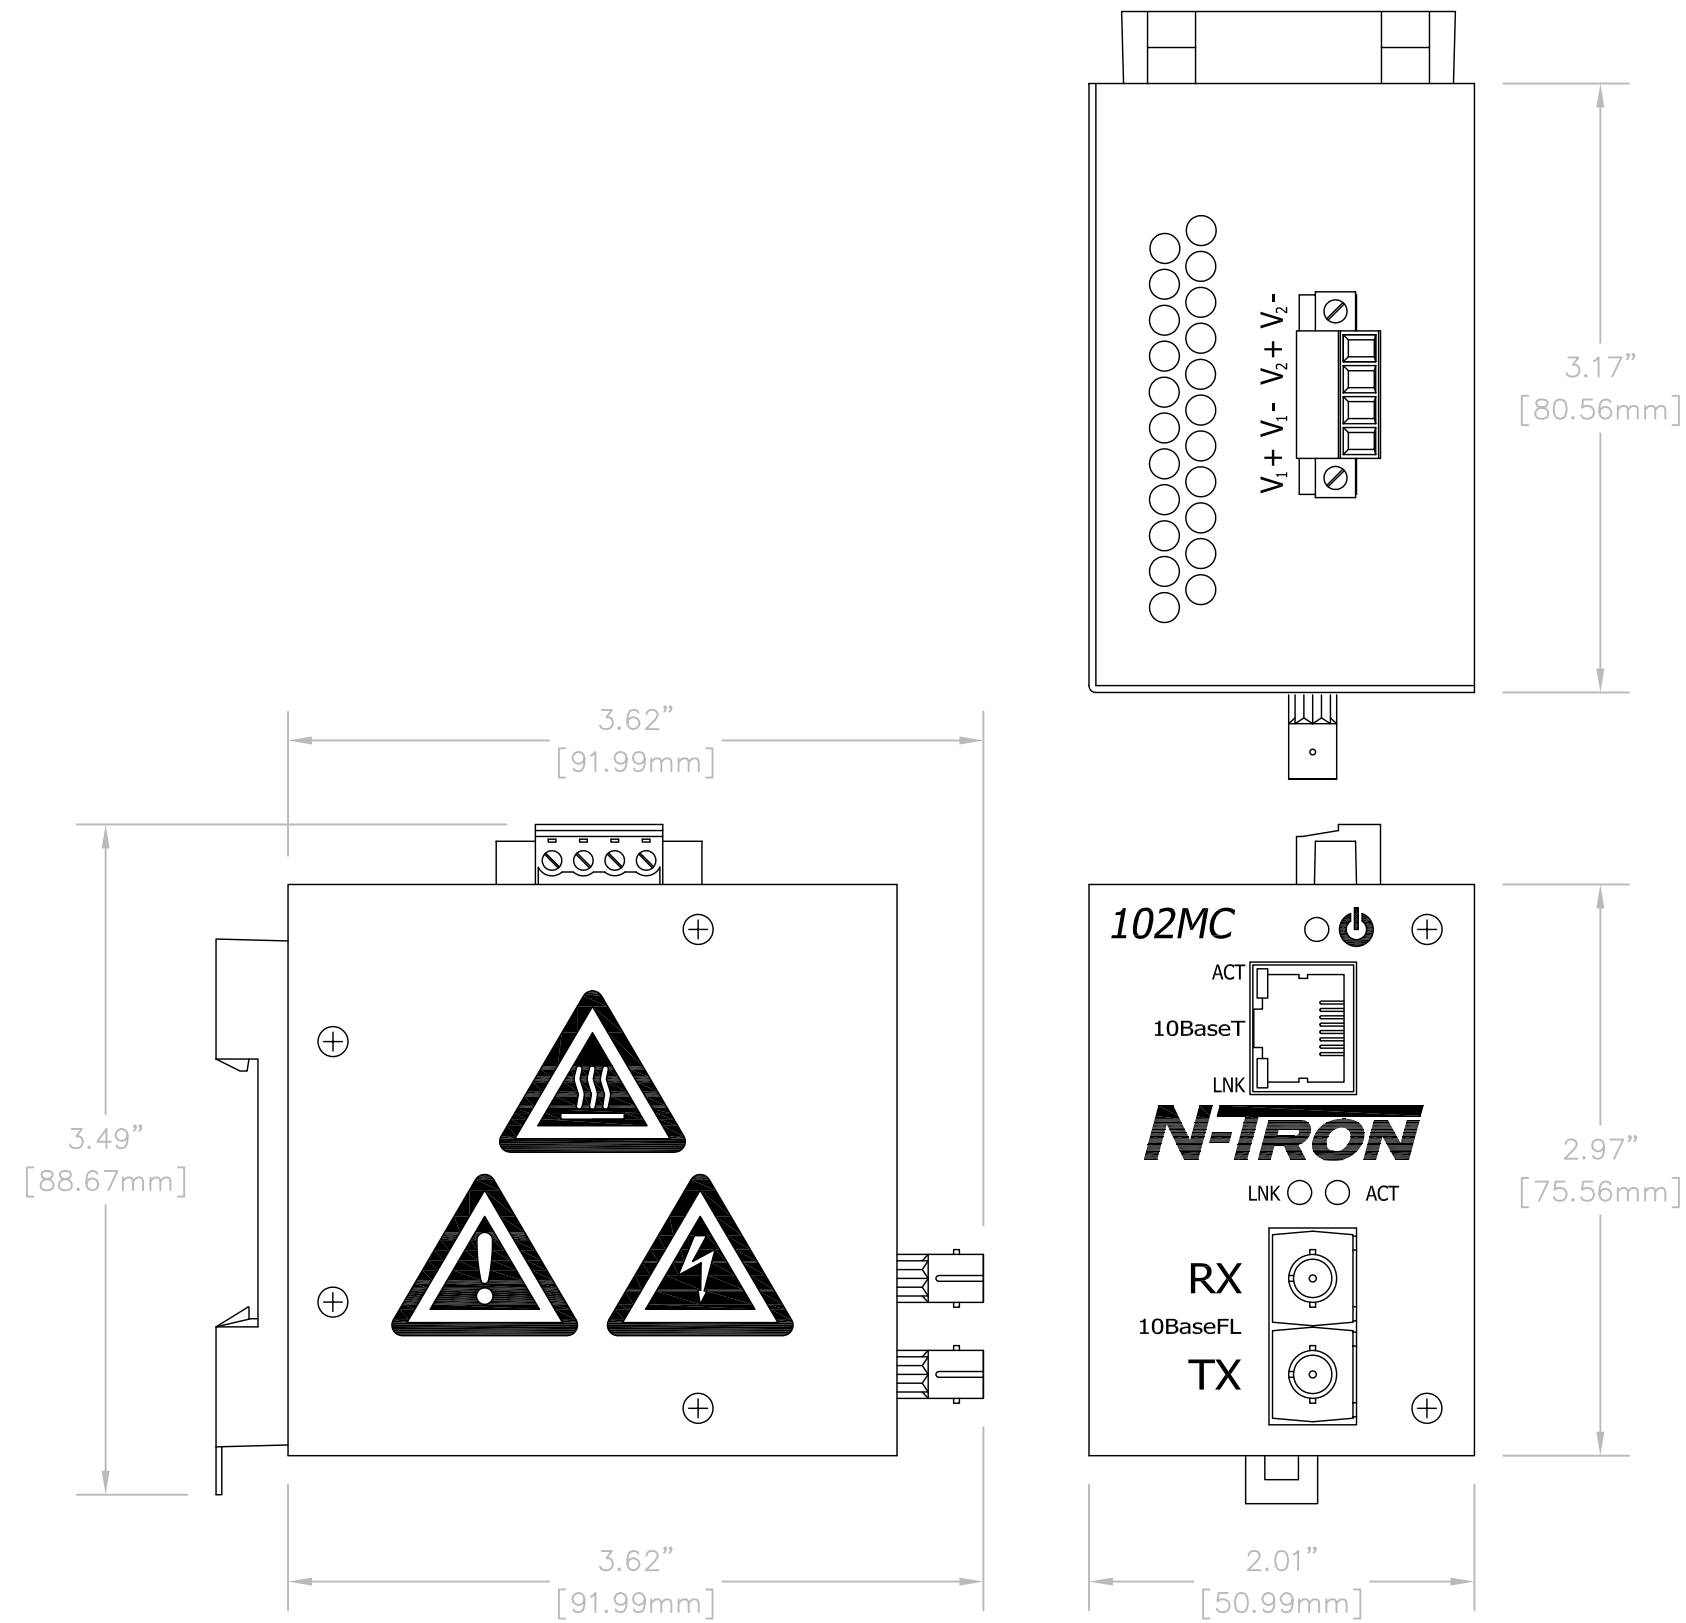 V₁+ V₁- V₂+ V₂-
3.17”
[80.56mm]
3.62”
[91.99mm]
3.49”
[88.67mm]
102MC
ACT
10BaseT
LNK
N-TRON
LNK
ACT
RX
10BaseFL
TX
2.97”
[75.56mm]
3.62”
[91.99mm]
2.01”
[50.99mm]